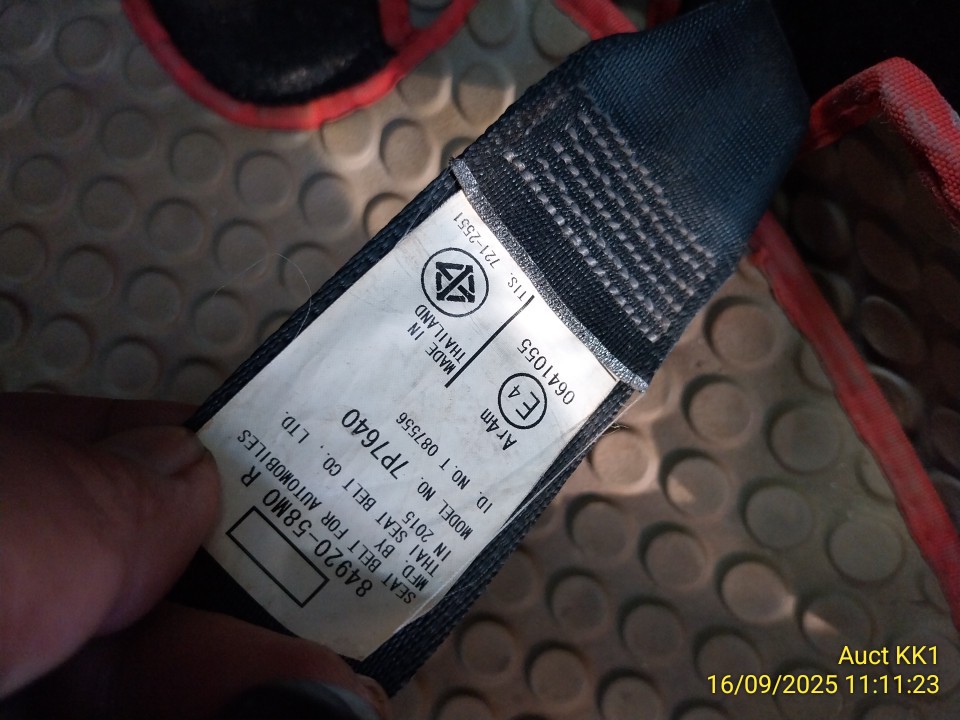 84920-58M0 R
SEAT BELT FOR AUTOMOBILES
MFD. BY
THAI SEAT BELT CO., LTD.
IN 2015
MODEL NO. 7P7640
ID. NO. T 087556
Ar4m
E4
0641055
MADE IN
THAILAND
TIS. 721-2551
Auct KK1
16/09/2025 11:11:23